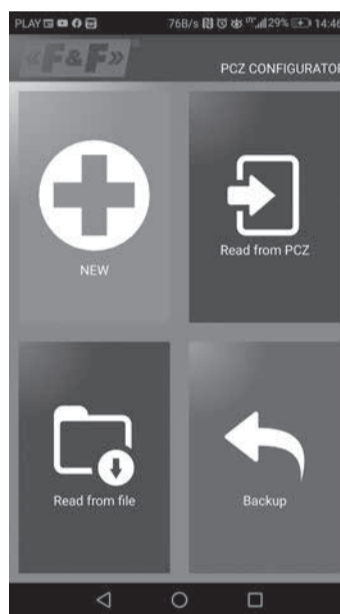 PLAY 76B/s 29% 14:46
«F&F»
PCZ CONFIGURATOR
NEW
Read from PCZ
Read from file
Backup